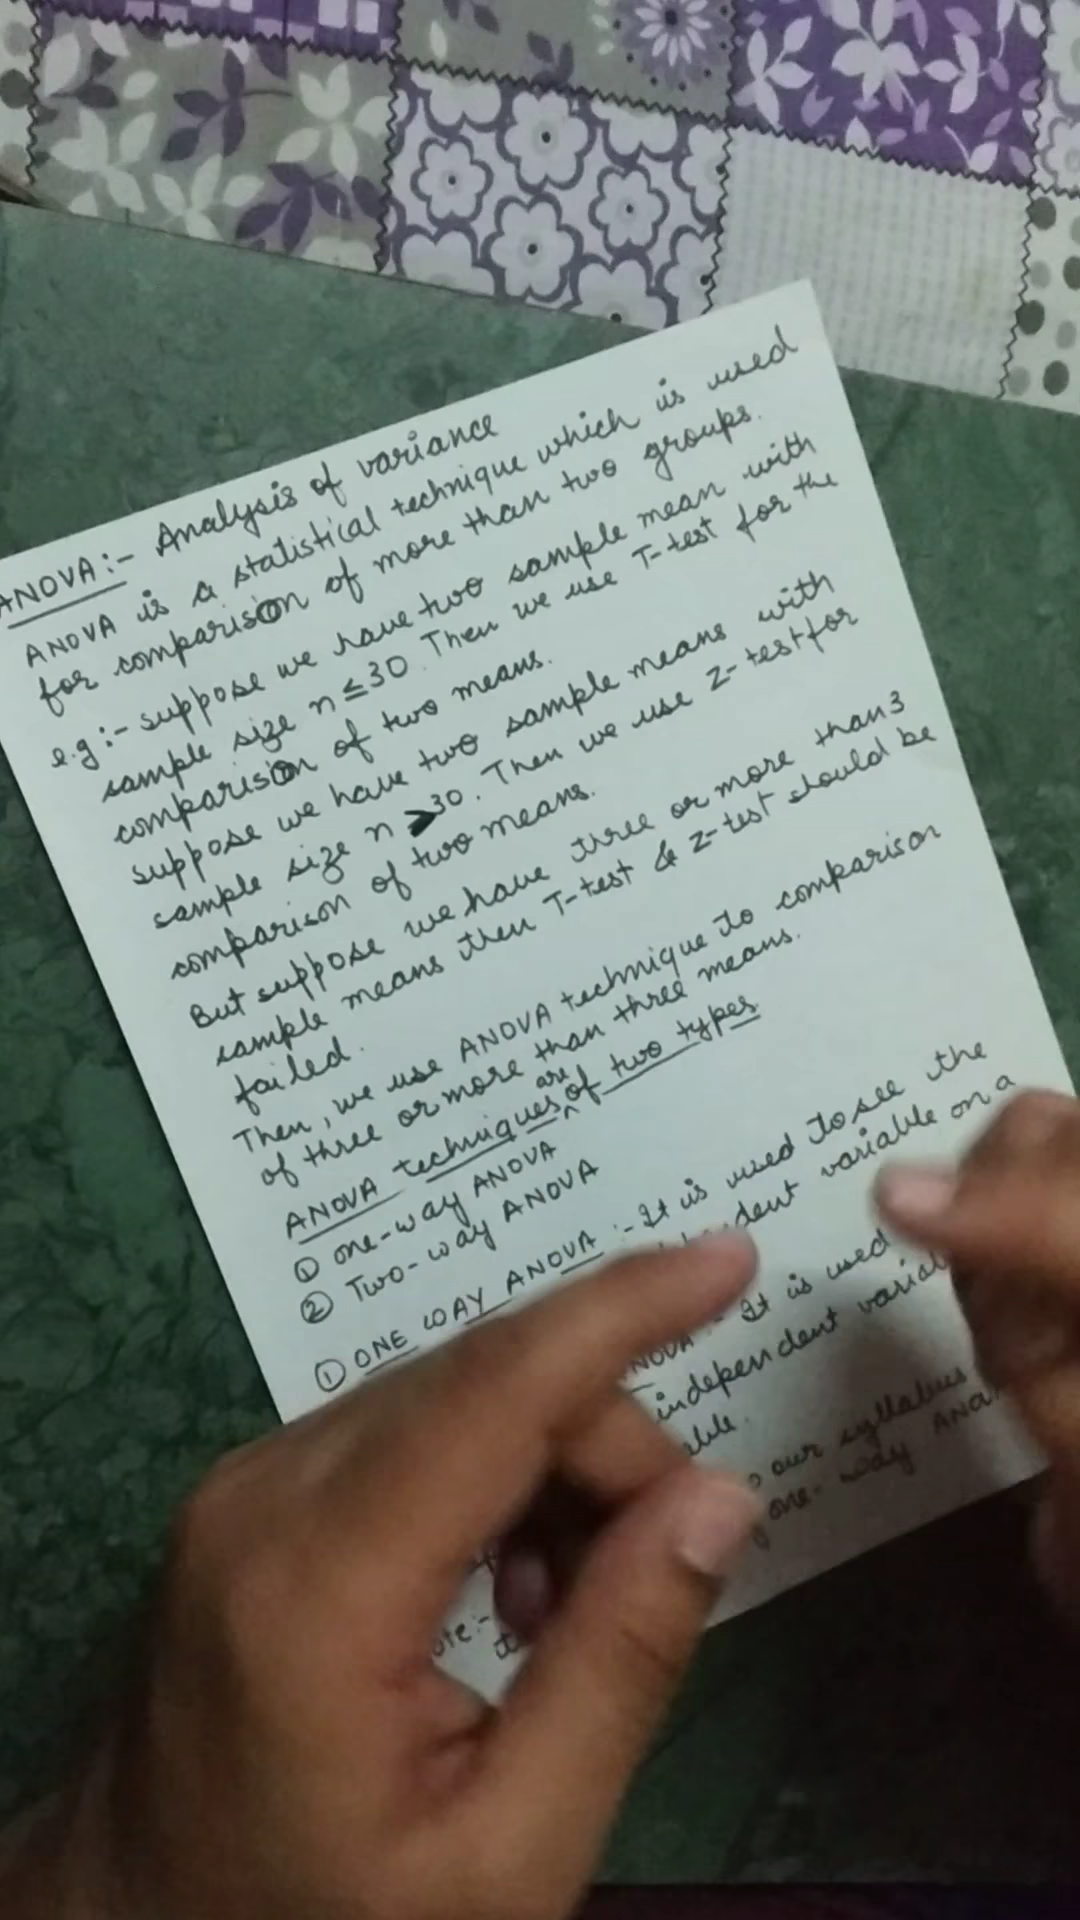 ANOVA :- Analysis of variance
ANOVA is a statistical technique which is used
for comparision of more than two groups.
e.g :- suppose we have two sample mean with
sample size n ≤ 30. Then we use T-test for the
comparision of two means.
suppose we have two sample means with
sample size n > 30. Then we use Z-test for
comparison of two means.
But suppose we have three or more than 3
sample means then T-test & Z-test should be
failed.
Then, we use ANOVA technique to comparison
of three or more than three means.
ANOVA techniques are of two types
① one-way ANOVA
② Two-way ANOVA
① ONE WAY ANOVA :- It is used to see the
variable on a
It is used
independent
our syllabus
one-way